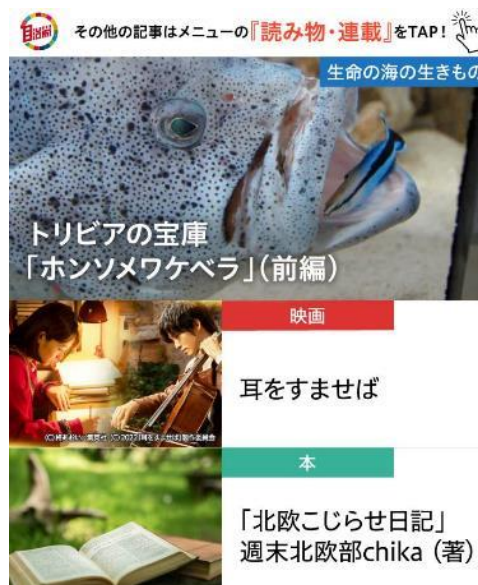 自治労
その他の記事はメニューの『読み物・連載』をTAP!
生命の海の生きもの
トリビアの宝庫
「ホンソメワケベラ」(前編)
映画
耳をすませば
本
「北欧こじらせ日記」
週末北欧部chika (著)